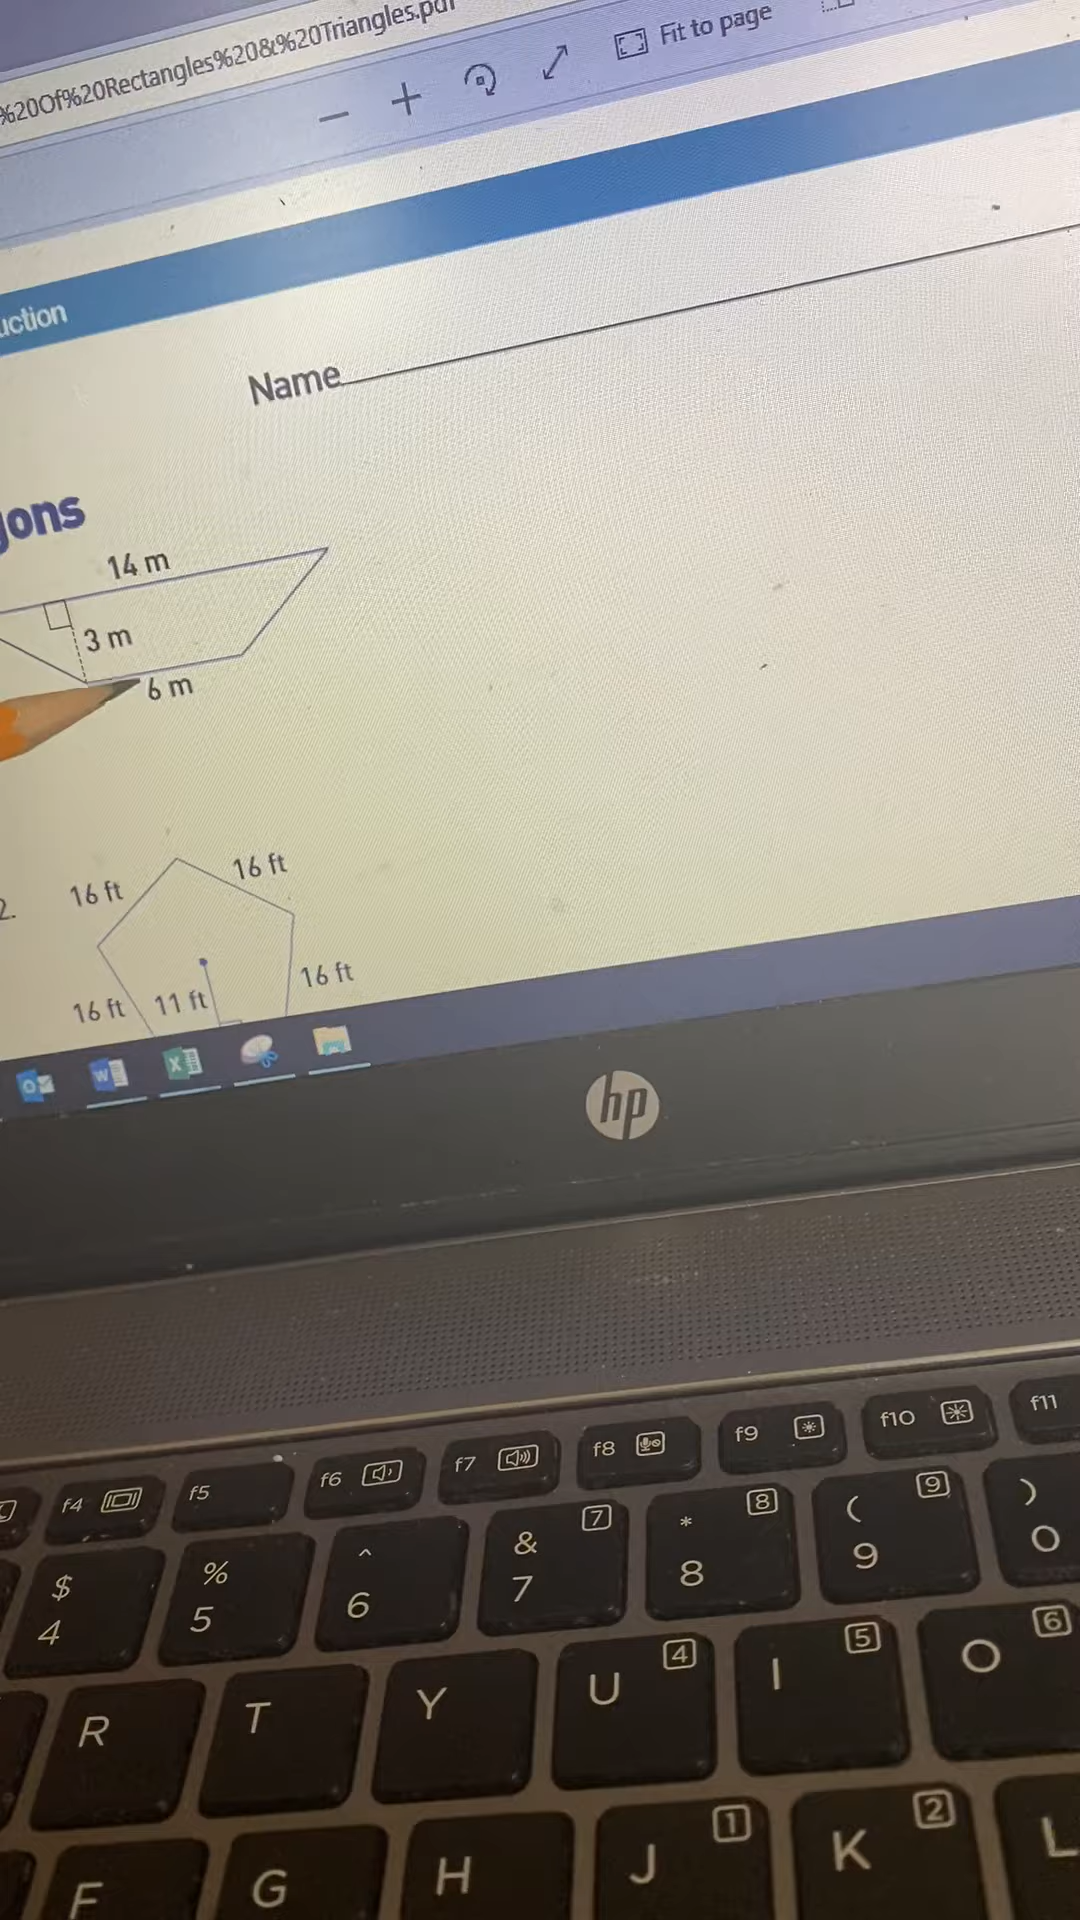 %20Of%20Rectangles%20&%20Triangles.pdf
Fit to page
uction
Name
gons
14 m
3 m
6 m
2.
16 ft
16 ft
16 ft
11 ft
16 ft
hp
f4
f5
f6
f7
f8
f9
f10
f11
$
4
%
5
^
6
&
7
7
*
8
8
(
9
9
)
0
R
T
Y
U
4
I
5
O
6
F
G
H
J
1
K
2
L